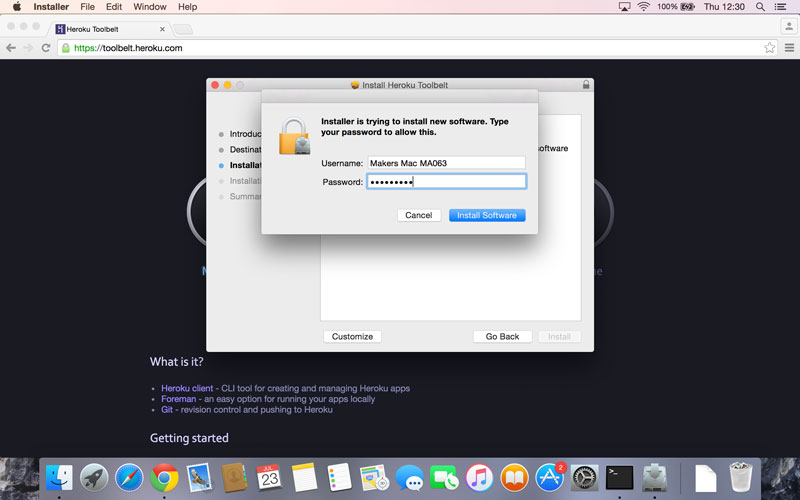 Installer File Edit Window Help
100% Thu 12:30
Heroku Toolbelt
https://toolbelt.heroku.com
Install Heroku Toolbelt
Installer is trying to install new software. Type
your password to allow this.
Username: Makers Mac MA063
Password: •••••••••
Cancel Install Software
Introduc
Destinat
Installat
Installati
Summar
software
Customize Go Back Install
What is it?
• Heroku client - CLI tool for creating and managing Heroku apps
• Foreman - an easy option for running your apps locally
• Git - revision control and pushing to Heroku
Getting started
JUL
23
2
>_